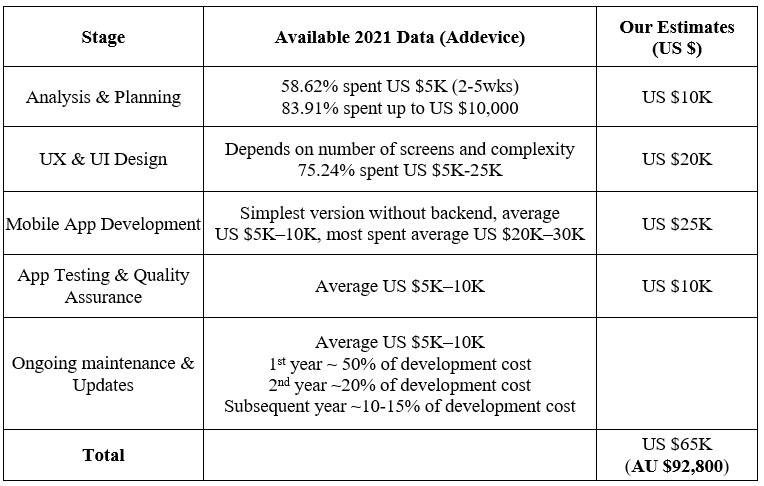 Stage
Available 2021 Data (Addevice)
Our Estimates
(US $)
Analysis & Planning
58.62% spent US $5K (2-5wks)
83.91% spent up to US $10,000
US $10K
UX & UI Design
Depends on number of screens and complexity
75.24% spent US $5K-25K
US $20K
Mobile App Development
Simplest version without backend, average
US $5K–10K, most spent average US $20K–30K
US $25K
App Testing & Quality
Assurance
Average US $5K–10K
US $10K
Ongoing maintenance &
Updates
Average US $5K–10K
1st year ~ 50% of development cost
2nd year ~20% of development cost
Subsequent year ~10-15% of development cost
Total
US $65K
(AU $92,800)